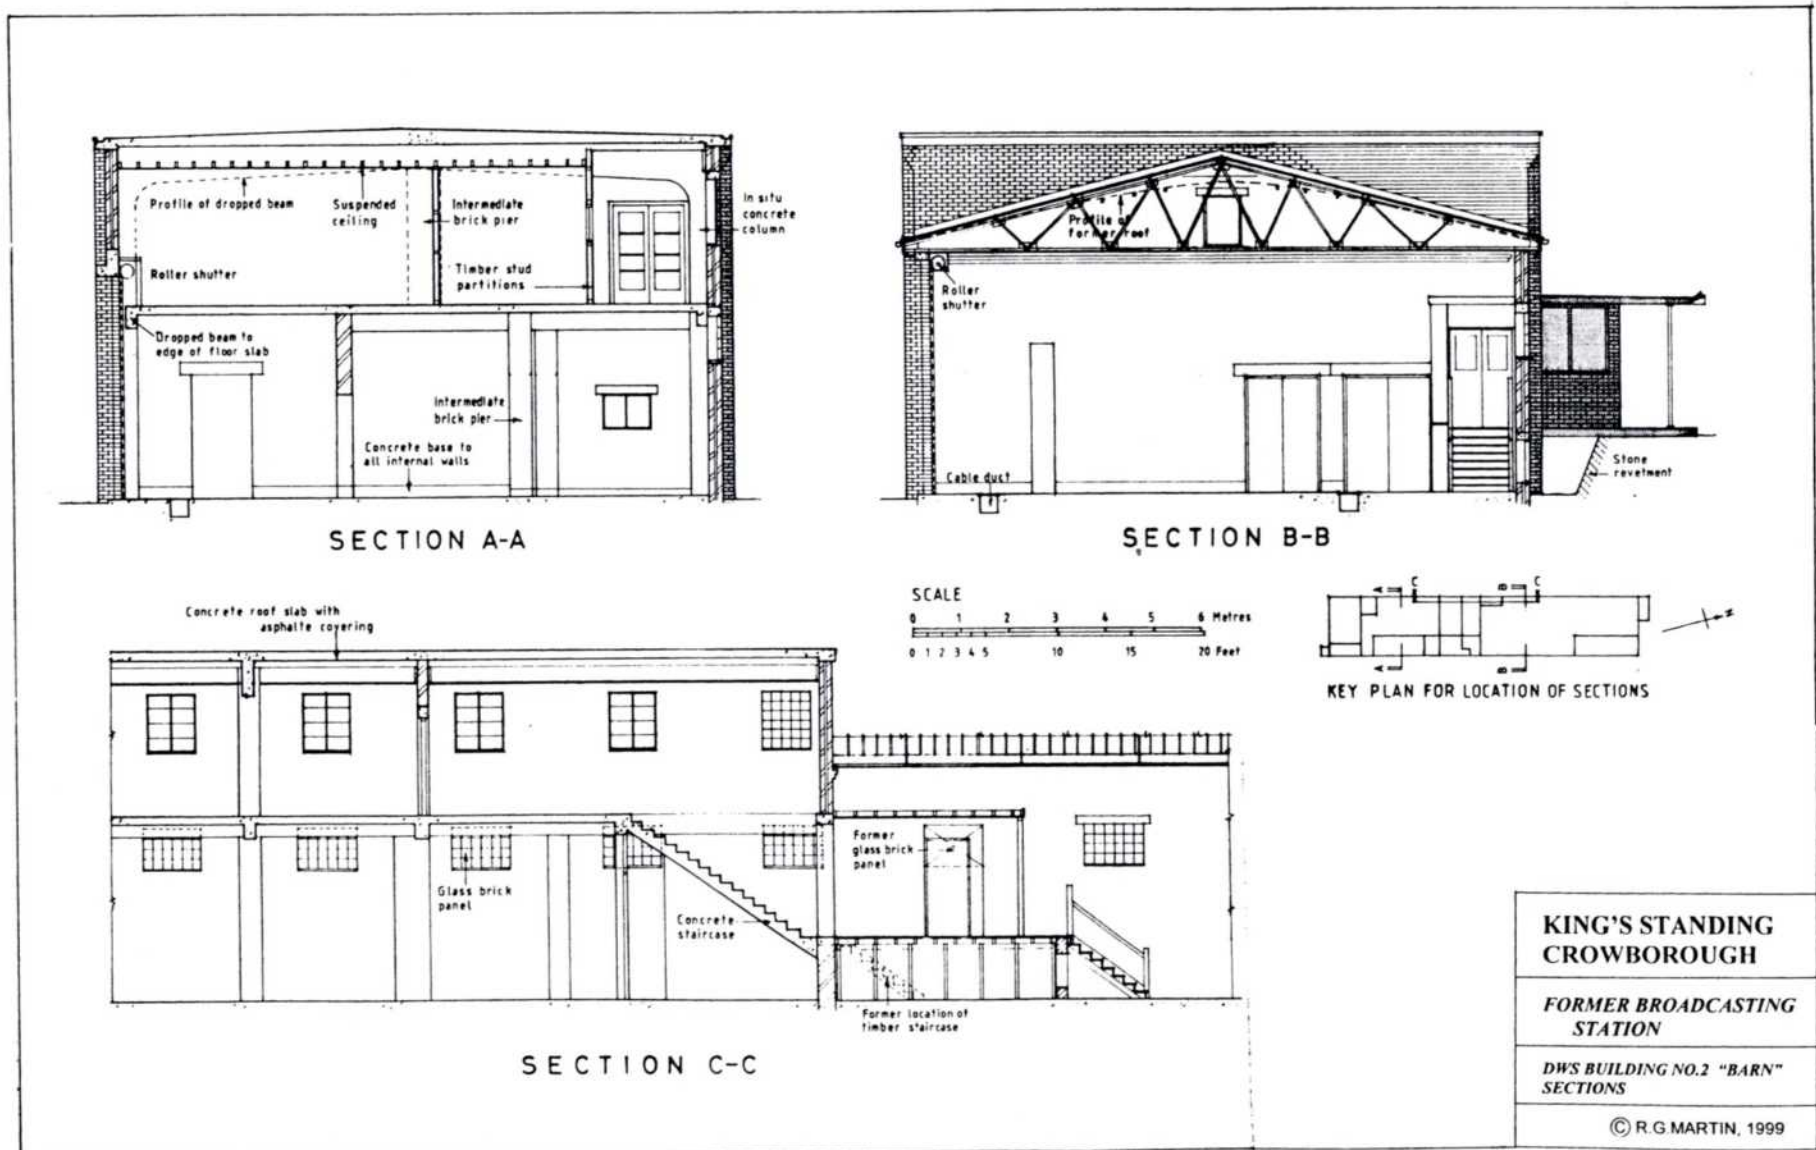 Profile of dropped beam
Suspended
ceiling
Intermediate
brick pier
In situ
concrete
column
Roller shutter
Timber stud
partitions
Dropped beam to
edge of floor slab
Intermediate
brick pier
Concrete base to
all internal walls
SECTION A-A
Profile of
former roof
Roller
shutter
Cable duct
Stone
revetment
SECTION B-B
SCALE
0 1 2 3 4 5 6 Metres
0 1 2 3 4 5 10 15 20 Feet
A C B C
N
A B
KEY PLAN FOR LOCATION OF SECTIONS
Concrete roof slab with
asphalte covering
Glass brick
panel
Concrete
staircase
Former
glass brick
panel
Former location of
timber staircase
SECTION C-C
KING'S STANDING
CROWBOROUGH
FORMER BROADCASTING
STATION
DWS BUILDING NO.2 "BARN"
SECTIONS
© R.G.MARTIN, 1999